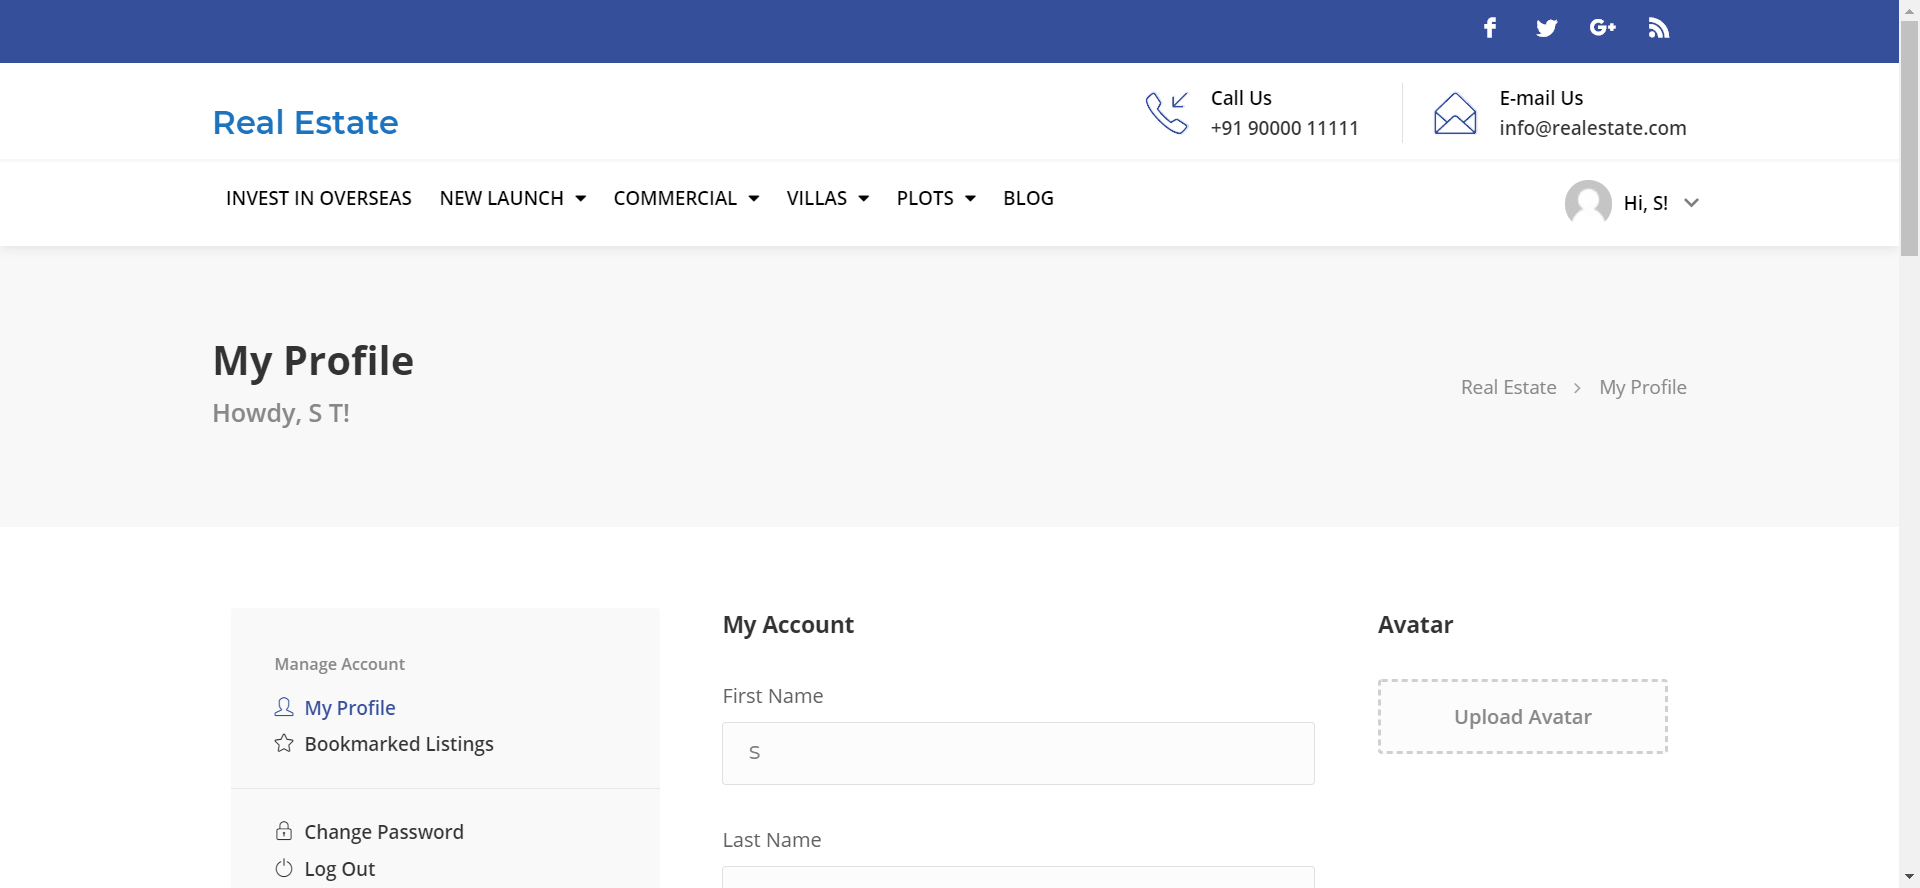 Real Estate
Call Us
+91 90000 11111
E-mail Us
info@realestate.com
INVEST IN OVERSEAS NEW LAUNCH COMMERCIAL VILLAS PLOTS BLOG
Hi, S!
My Profile
Howdy, S T!
Real Estate > My Profile
Manage Account
My Profile
Bookmarked Listings
Change Password
Log Out
My Account
First Name
S
Last Name
Avatar
Upload Avatar